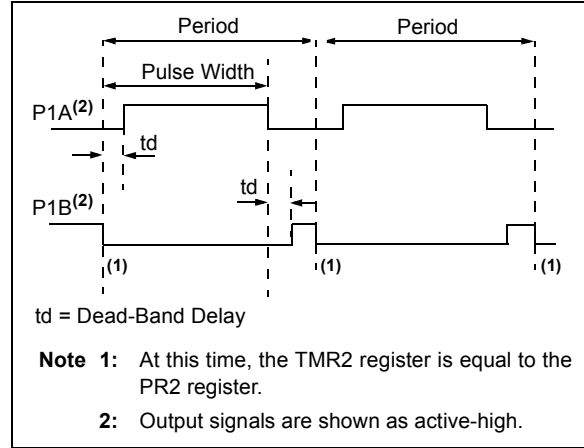 Period Period
Pulse Width
P1A(2)
td
td
P1B(2)
(1) (1) (1)
td = Dead-Band Delay
Note 1: At this time, the TMR2 register is equal to the
PR2 register.
2: Output signals are shown as active-high.